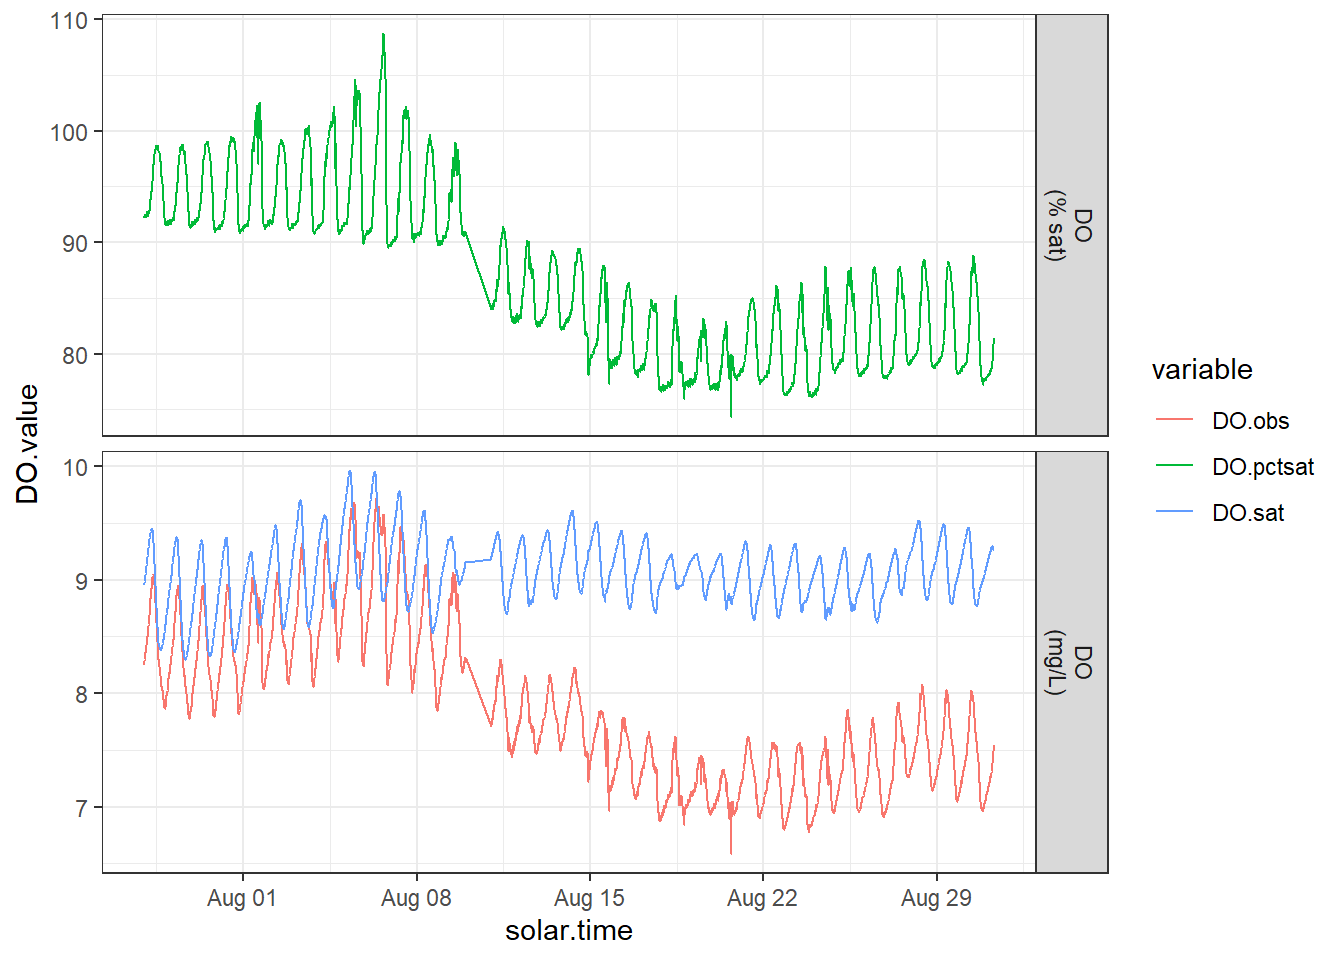 110
100
90
80
DO
(% sat)
10
9
8
7
DO
(mg/L)
DO.value
Aug 01
Aug 08
Aug 15
Aug 22
Aug 29
solar.time
variable
DO.obs
DO.pctsat
DO.sat